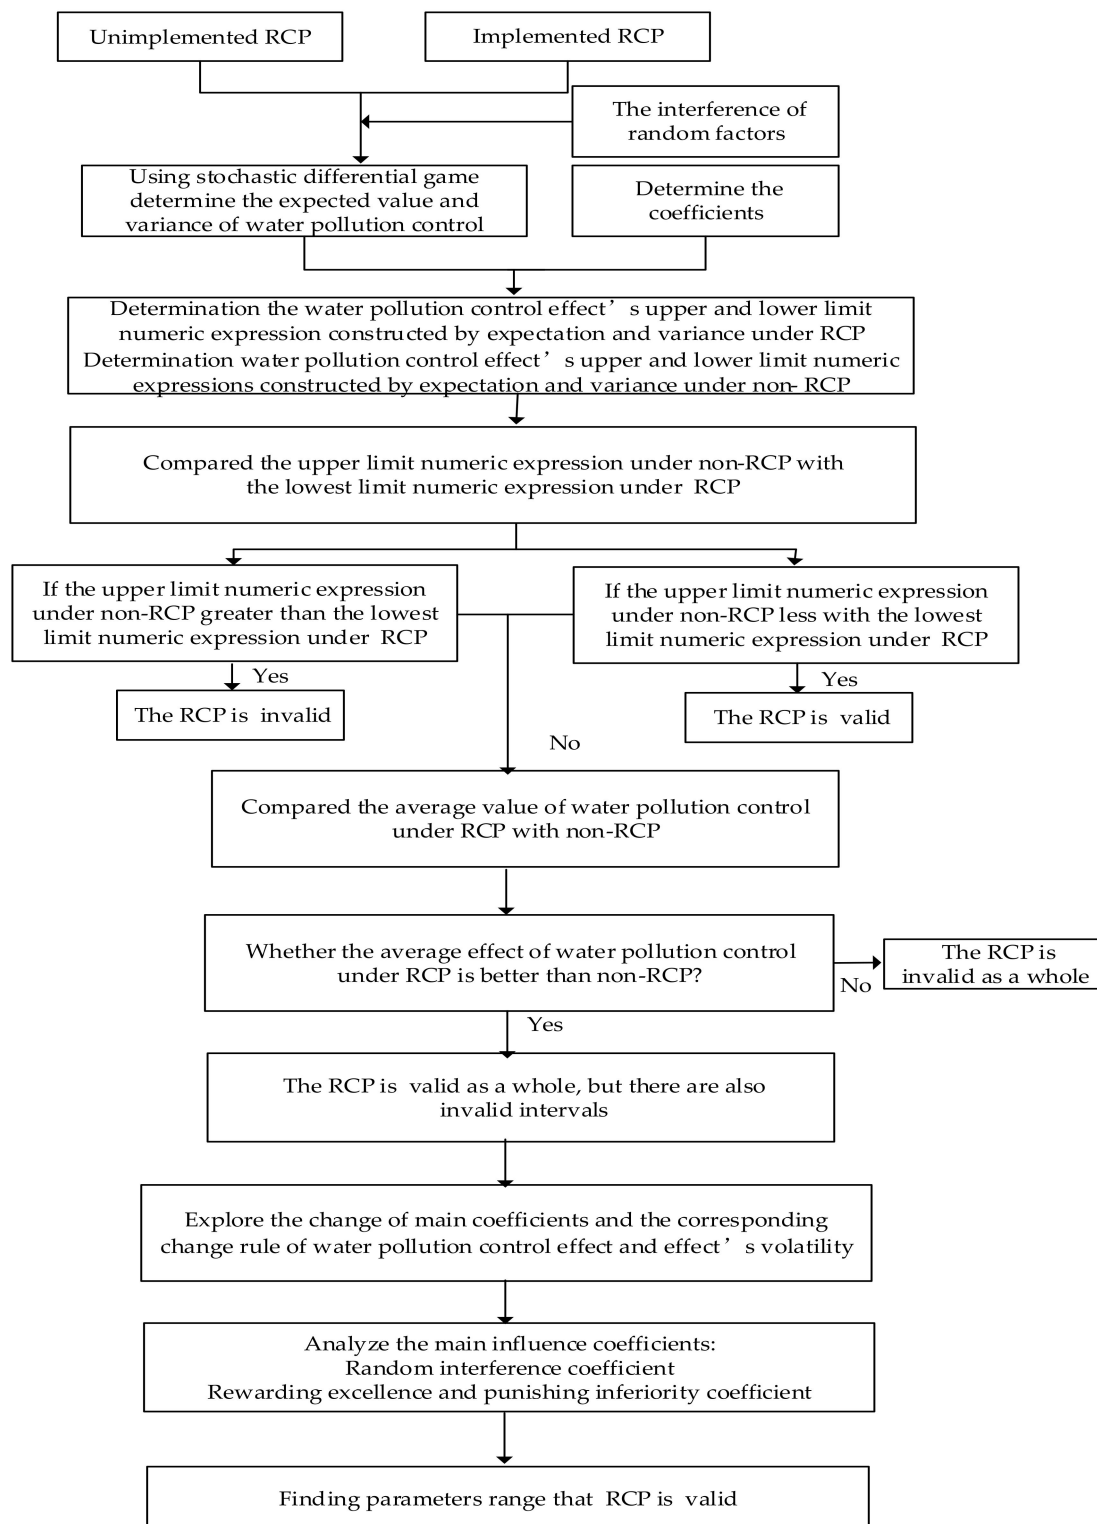 Unimplemented RCP
Implemented RCP
The interference of
random factors
Using stochastic differential game
determine the expected value and
variance of water pollution control
Determine the
coefficients
Determination the water pollution control effect’s upper and lower limit
numeric expression constructed by expectation and variance under RCP
Determination water pollution control effect’s upper and lower limit numeric
expressions constructed by expectation and variance under non- RCP
Compared the upper limit numeric expression under non-RCP with
the lowest limit numeric expression under RCP
If the upper limit numeric expression
under non-RCP greater than the lowest
limit numeric expression under RCP
If the upper limit numeric expression
under non-RCP less with the lowest
limit numeric expression under RCP
Yes
Yes
The RCP is invalid
The RCP is valid
No
Compared the average value of water pollution control
under RCP with non-RCP
Whether the average effect of water pollution control
under RCP is better than non-RCP?
The RCP is
invalid as a whole
No
Yes
The RCP is valid as a whole, but there are also
invalid intervals
Explore the change of main coefficients and the corresponding
change rule of water pollution control effect and effect’s volatility
Analyze the main influence coefficients:
Random interference coefficient
Rewarding excellence and punishing inferiority coefficient
Finding parameters range that RCP is valid